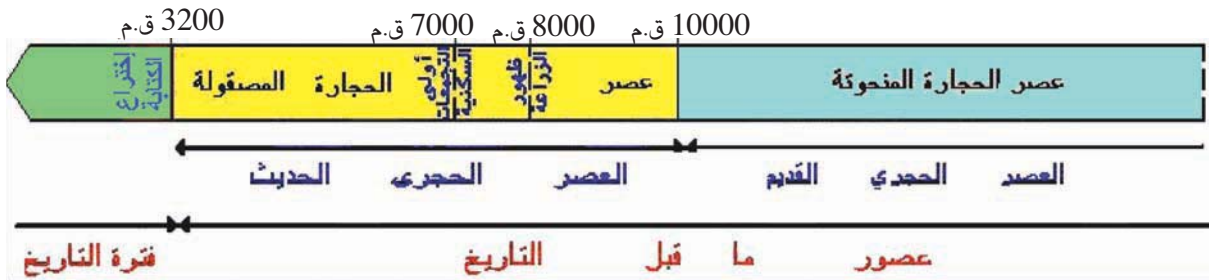 10000 ق.م 8000 ق.م 7000 ق.م 3200 ق.م
عصر الحجارة المنحوتة
عصر الحجارة المصقولة
ظهور
الزراعة
أولى
التجمعات
السكنية
إختراع
الكتابة
العصر الحجري القديم
العصر الحجري الحديث
عصور ما قبل التاريخ
فترة التاريخ